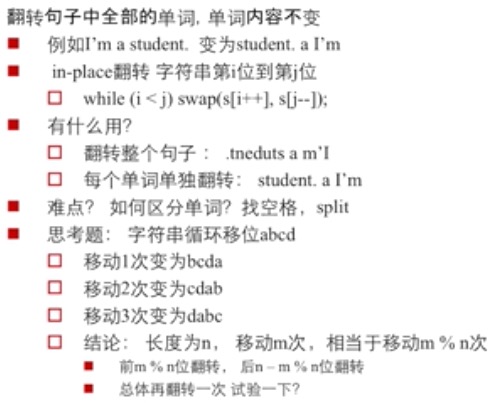 翻转句子中全部的单词, 单词内容不变
例如I'm a student. 变为student. a I'm
in-place翻转 字符串第i位到第j位
while (i < j) swap(s[i++], s[j--]);
有什么用?
翻转整个句子： .tneduts a m'I
每个单词单独翻转： student. a I'm
难点? 如何区分单词? 找空格，split
思考题： 字符串循环移位abcd
移动1次变为bcda
移动2次变为cdab
移动3次变为dabc
结论： 长度为n， 移动m次，相当于移动m % n次
前m % n位翻转， 后n – m % n位翻转
总体再翻转一次 试验一下?